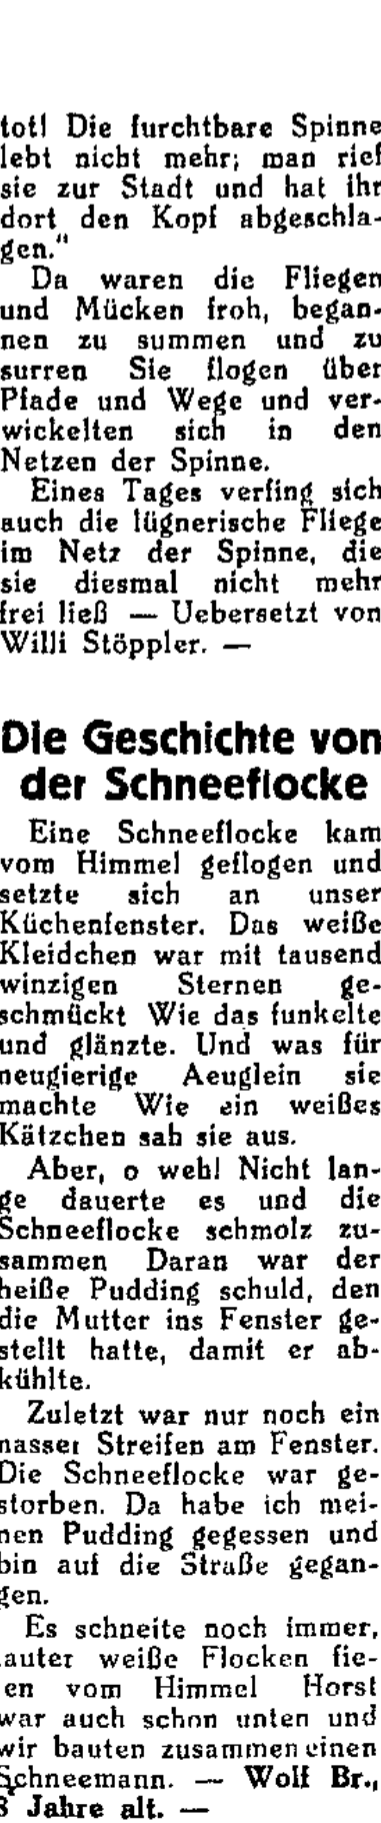 tot! Die furchtbare Spinne
lebt nicht mehr; man rief
sie zur Stadt und hat ihr
dort den Kopf abgeschla-
gen."
Da waren die Fliegen
und Mücken froh, began-
nen zu summen und zu
surren Sie flogen über
Pfade und Wege und ver-
wickelten sich in den
Netzen der Spinne.
Eines Tages verfing sich
auch die lügnerische Fliege
im Netz der Spinne, die
sie diesmal nicht mehr
frei ließ — Uebersetzt von
Willi Stöppler. —
Die Geschichte von
der Schneeflocke
Eine Schneeflocke kam
vom Himmel geflogen und
setzte sich an unser
Küchenfenster. Das weiße
Kleidchen war mit tausend
winzigen Sternen ge-
schmückt Wie das funkelte
und glänzte. Und was für
neugierige Aeuglein sie
machte Wie ein weißes
Kätzchen sah sie aus.
Aber, o weh! Nicht lan-
ge dauerte es und die
Schneeflocke schmolz zu-
sammen Daran war der
heiße Pudding schuld, den
die Mutter ins Fenster ge-
stellt hatte, damit er ab-
kühlte.
Zuletzt war nur noch ein
nasser Streifen am Fenster.
Die Schneeflocke war ge-
storben. Da habe ich mei-
nen Pudding gegessen und
bin auf die Straße gegan-
gen.
Es schneite noch immer,
lauter weiße Flocken fie-
len vom Himmel Horst
war auch schon unten und
wir bauten zusammen einen
Schneemann. — Wolf Br.,
8 Jahre alt. —